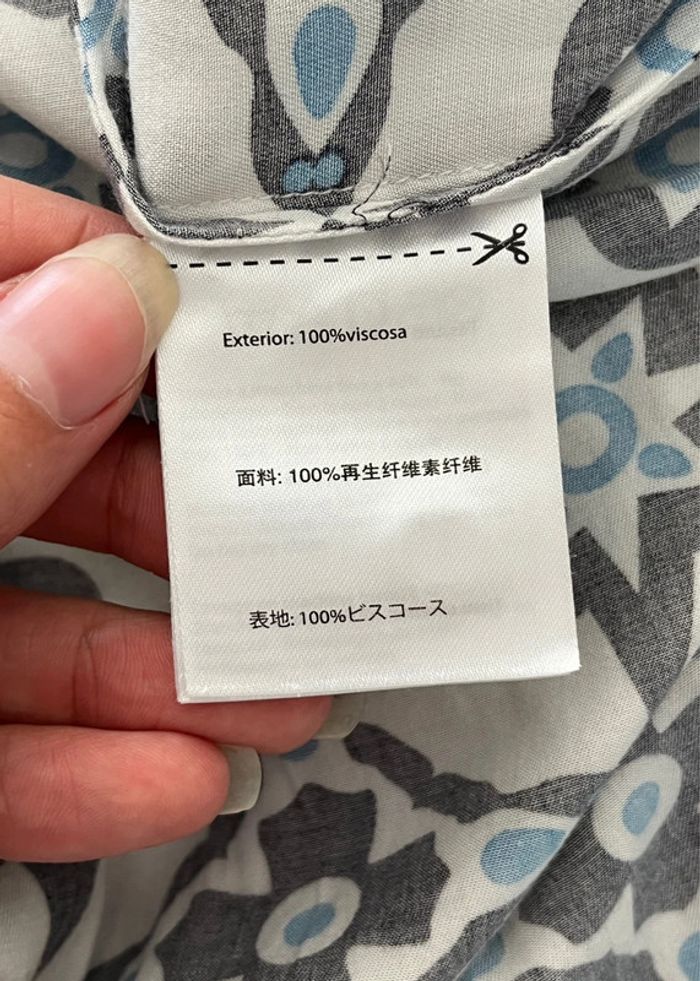 Exterior: 100%viscosa
面料: 100%再生纤维素纤维
表地: 100%ビスコース